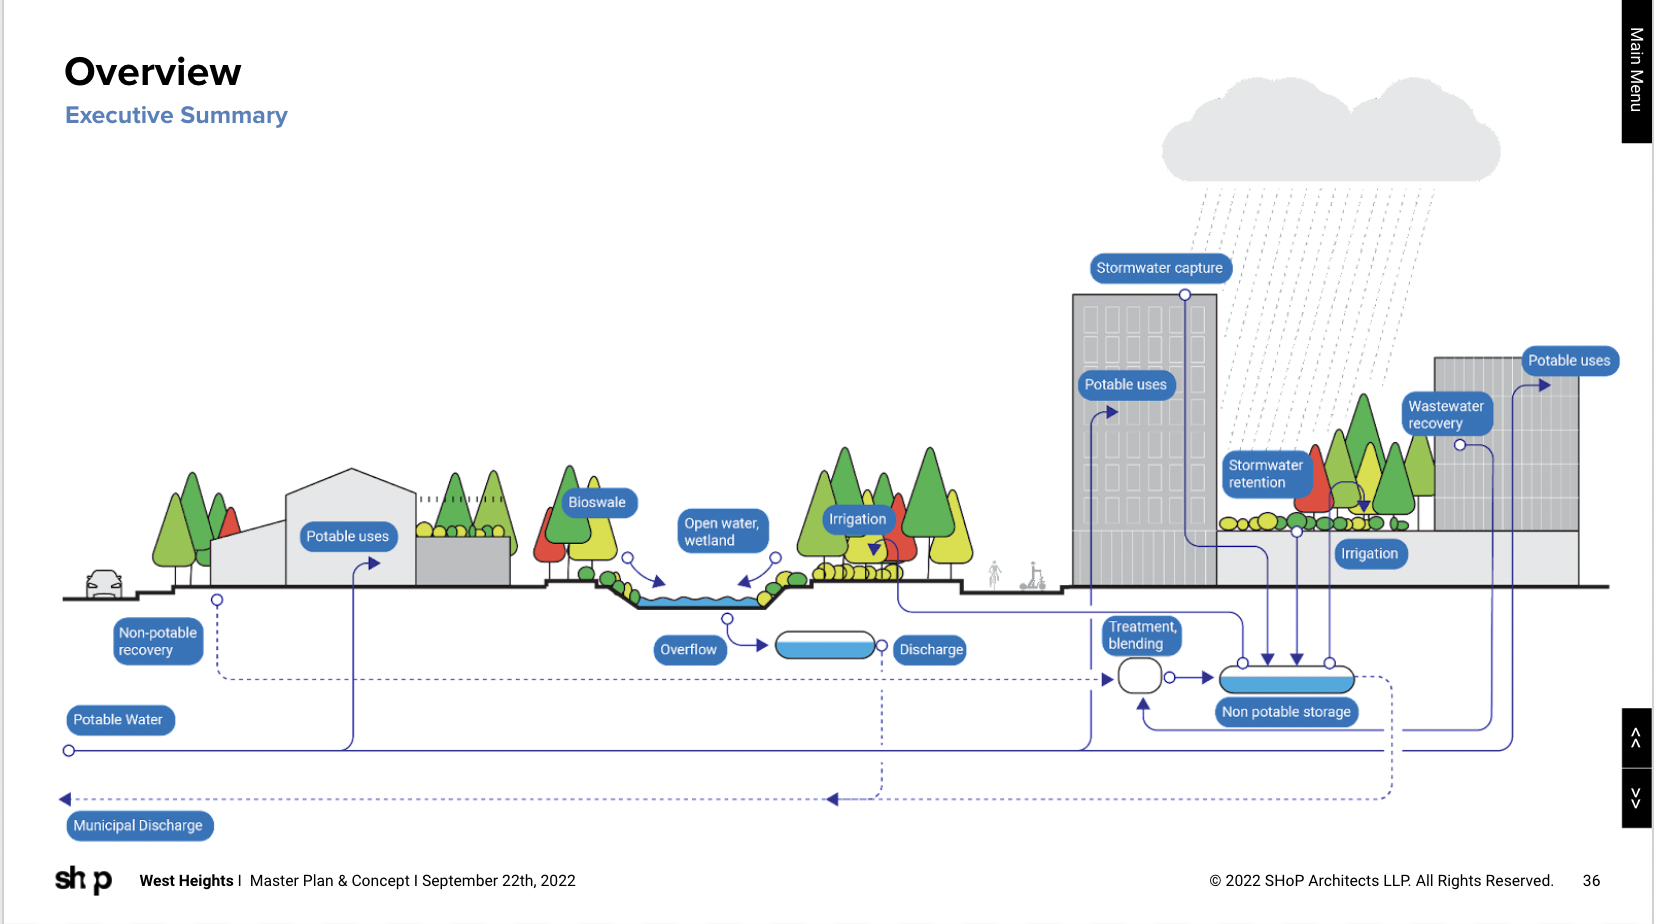 Overview
Executive Summary
Main Menu
Stormwater capture
Potable uses
Potable uses
Wastewater
recovery
Stormwater
retention
Bioswale
Open water,
wetland
Irrigation
Potable uses
Irrigation
Non-potable
recovery
Overflow
Discharge
Treatment,
blending
Non potable storage
Potable Water
Municipal Discharge
<<
>>
shop
West Heights I Master Plan & Concept I September 22th, 2022
© 2022 SHoP Architects LLP. All Rights Reserved.
36